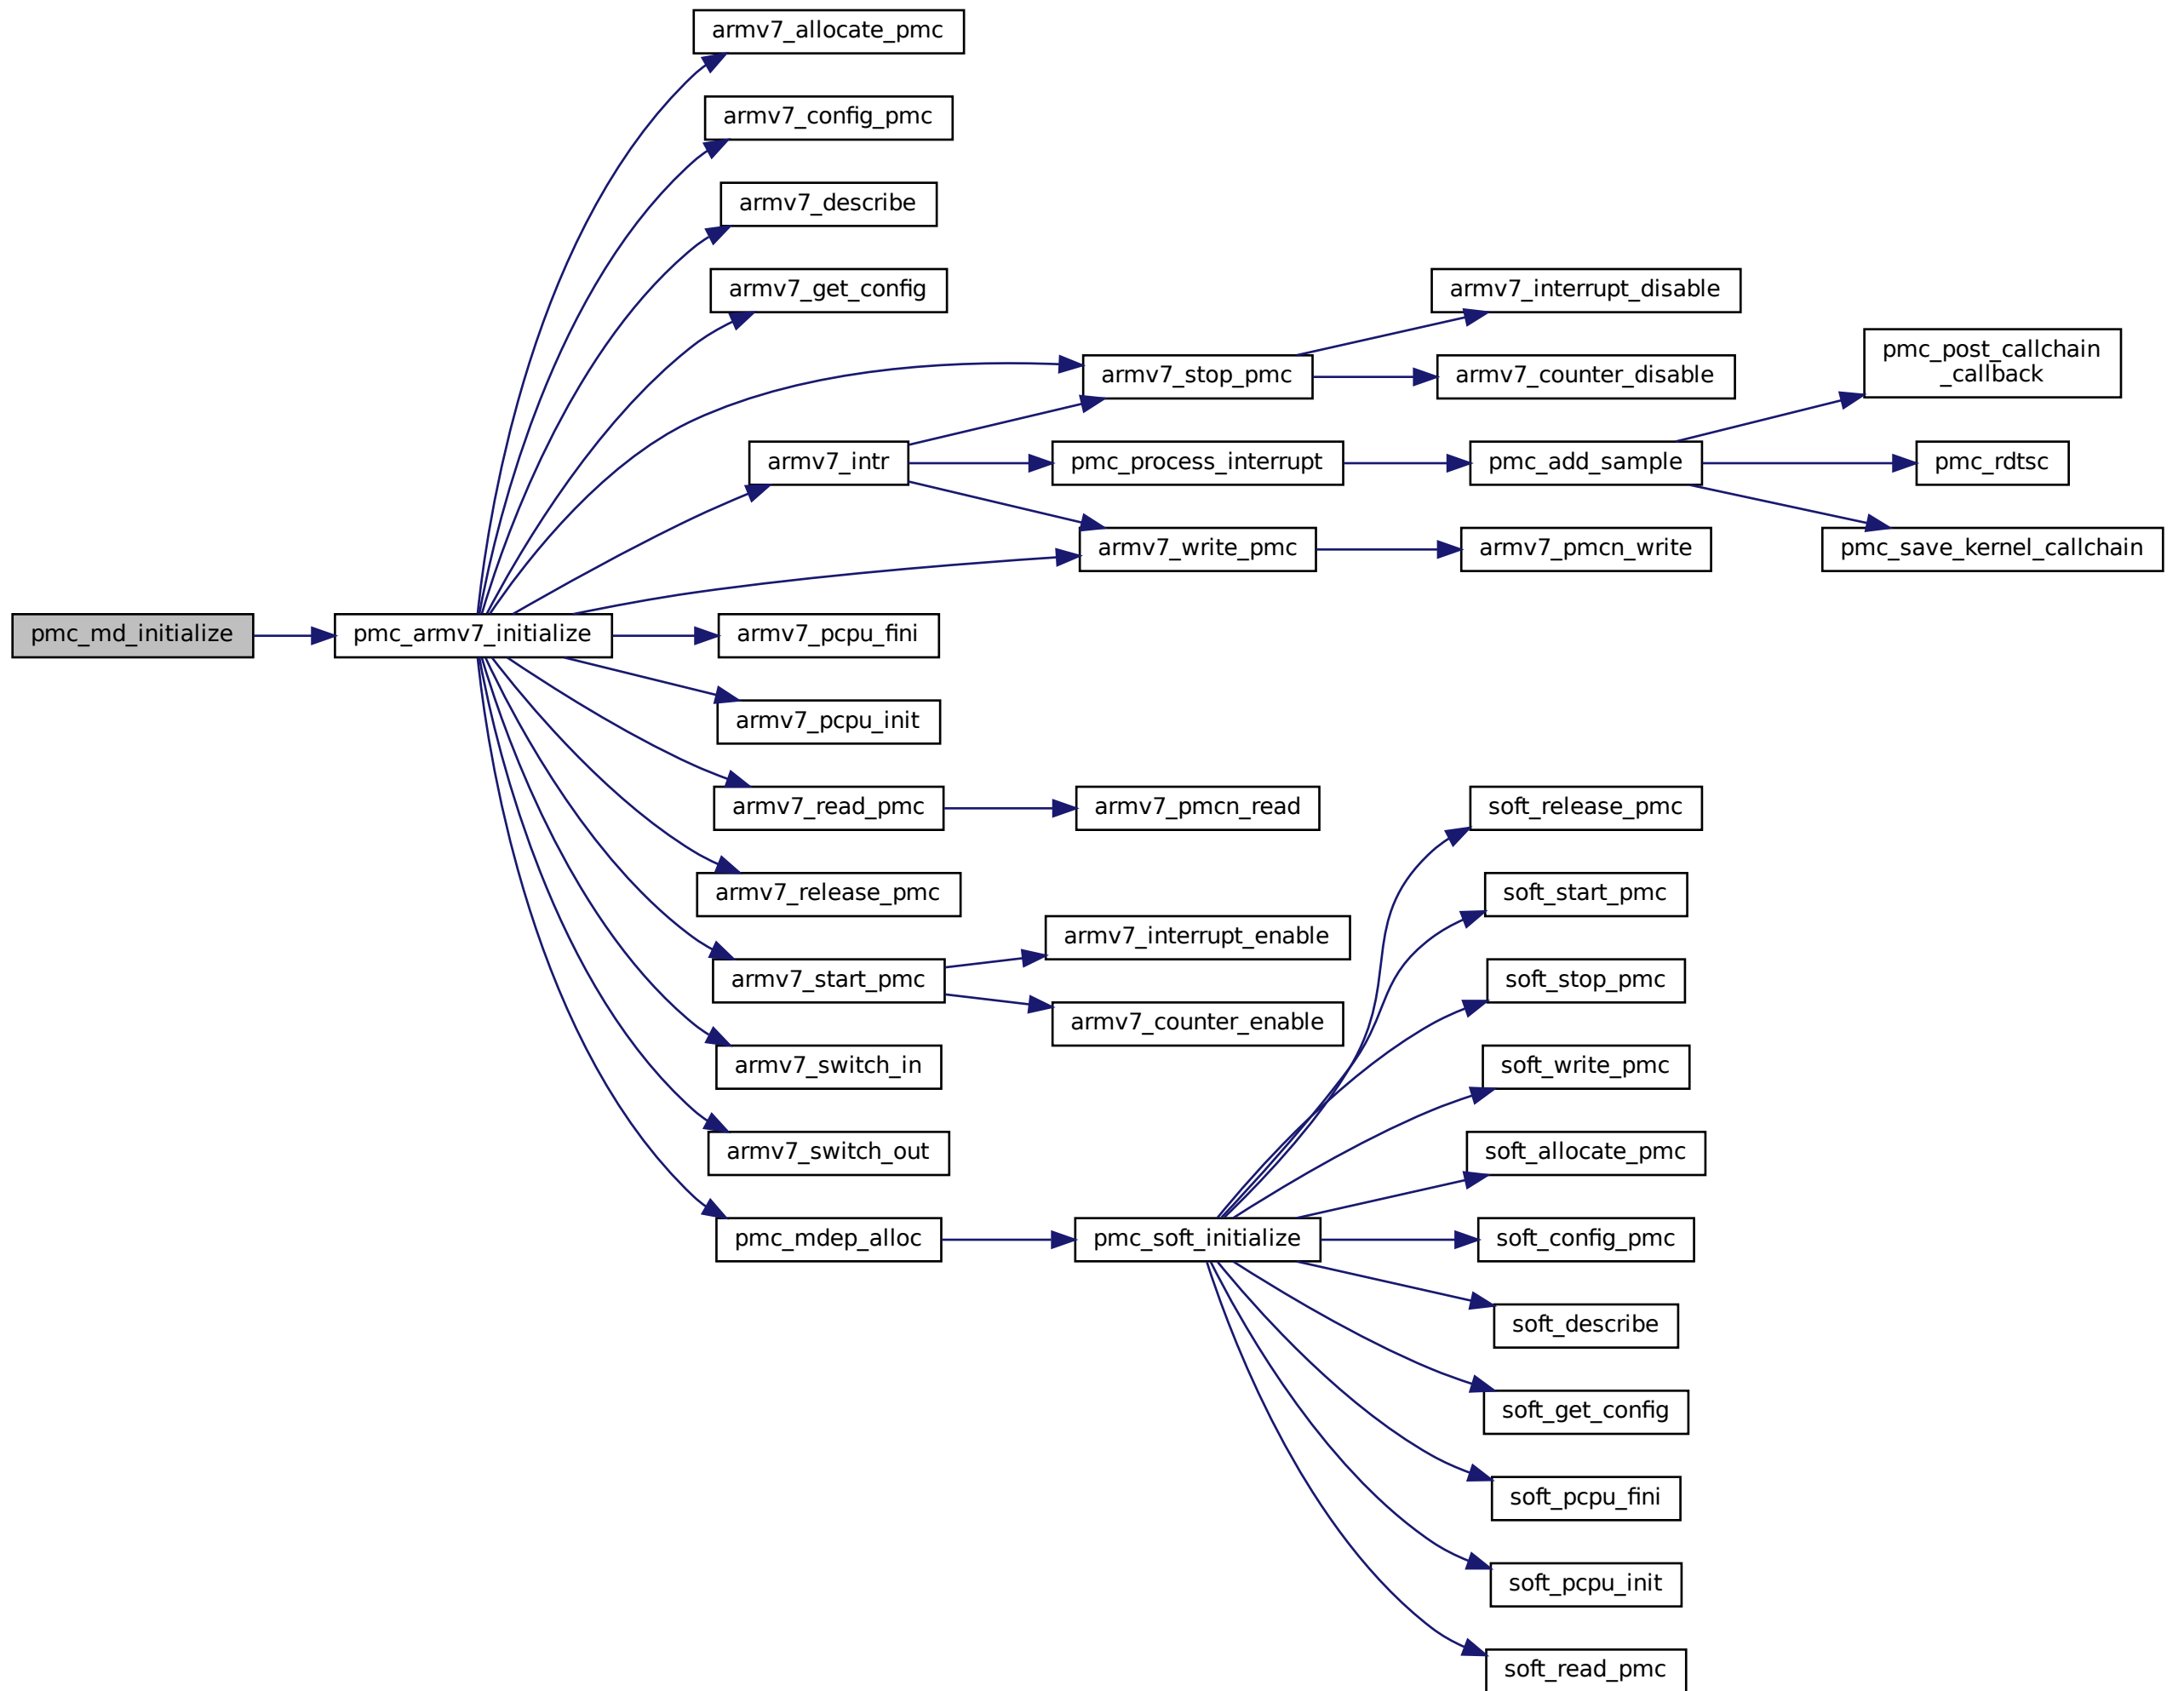 armv7_allocate_pmc
armv7_config_pmc
armv7_describe
armv7_get_config
armv7_interrupt_disable
armv7_stop_pmc
armv7_counter_disable
pmc_post_callchain
_callback
armv7_intr
pmc_process_interrupt
pmc_add_sample
pmc_rdtsc
armv7_write_pmc
armv7_pmcn_write
pmc_save_kernel_callchain
pmc_md_initialize
pmc_armv7_initialize
armv7_pcpu_fini
armv7_pcpu_init
armv7_read_pmc
armv7_pmcn_read
soft_release_pmc
armv7_release_pmc
soft_start_pmc
armv7_interrupt_enable
armv7_start_pmc
soft_stop_pmc
armv7_counter_enable
armv7_switch_in
soft_write_pmc
armv7_switch_out
soft_allocate_pmc
pmc_mdep_alloc
pmc_soft_initialize
soft_config_pmc
soft_describe
soft_get_config
soft_pcpu_fini
soft_pcpu_init
soft_read_pmc